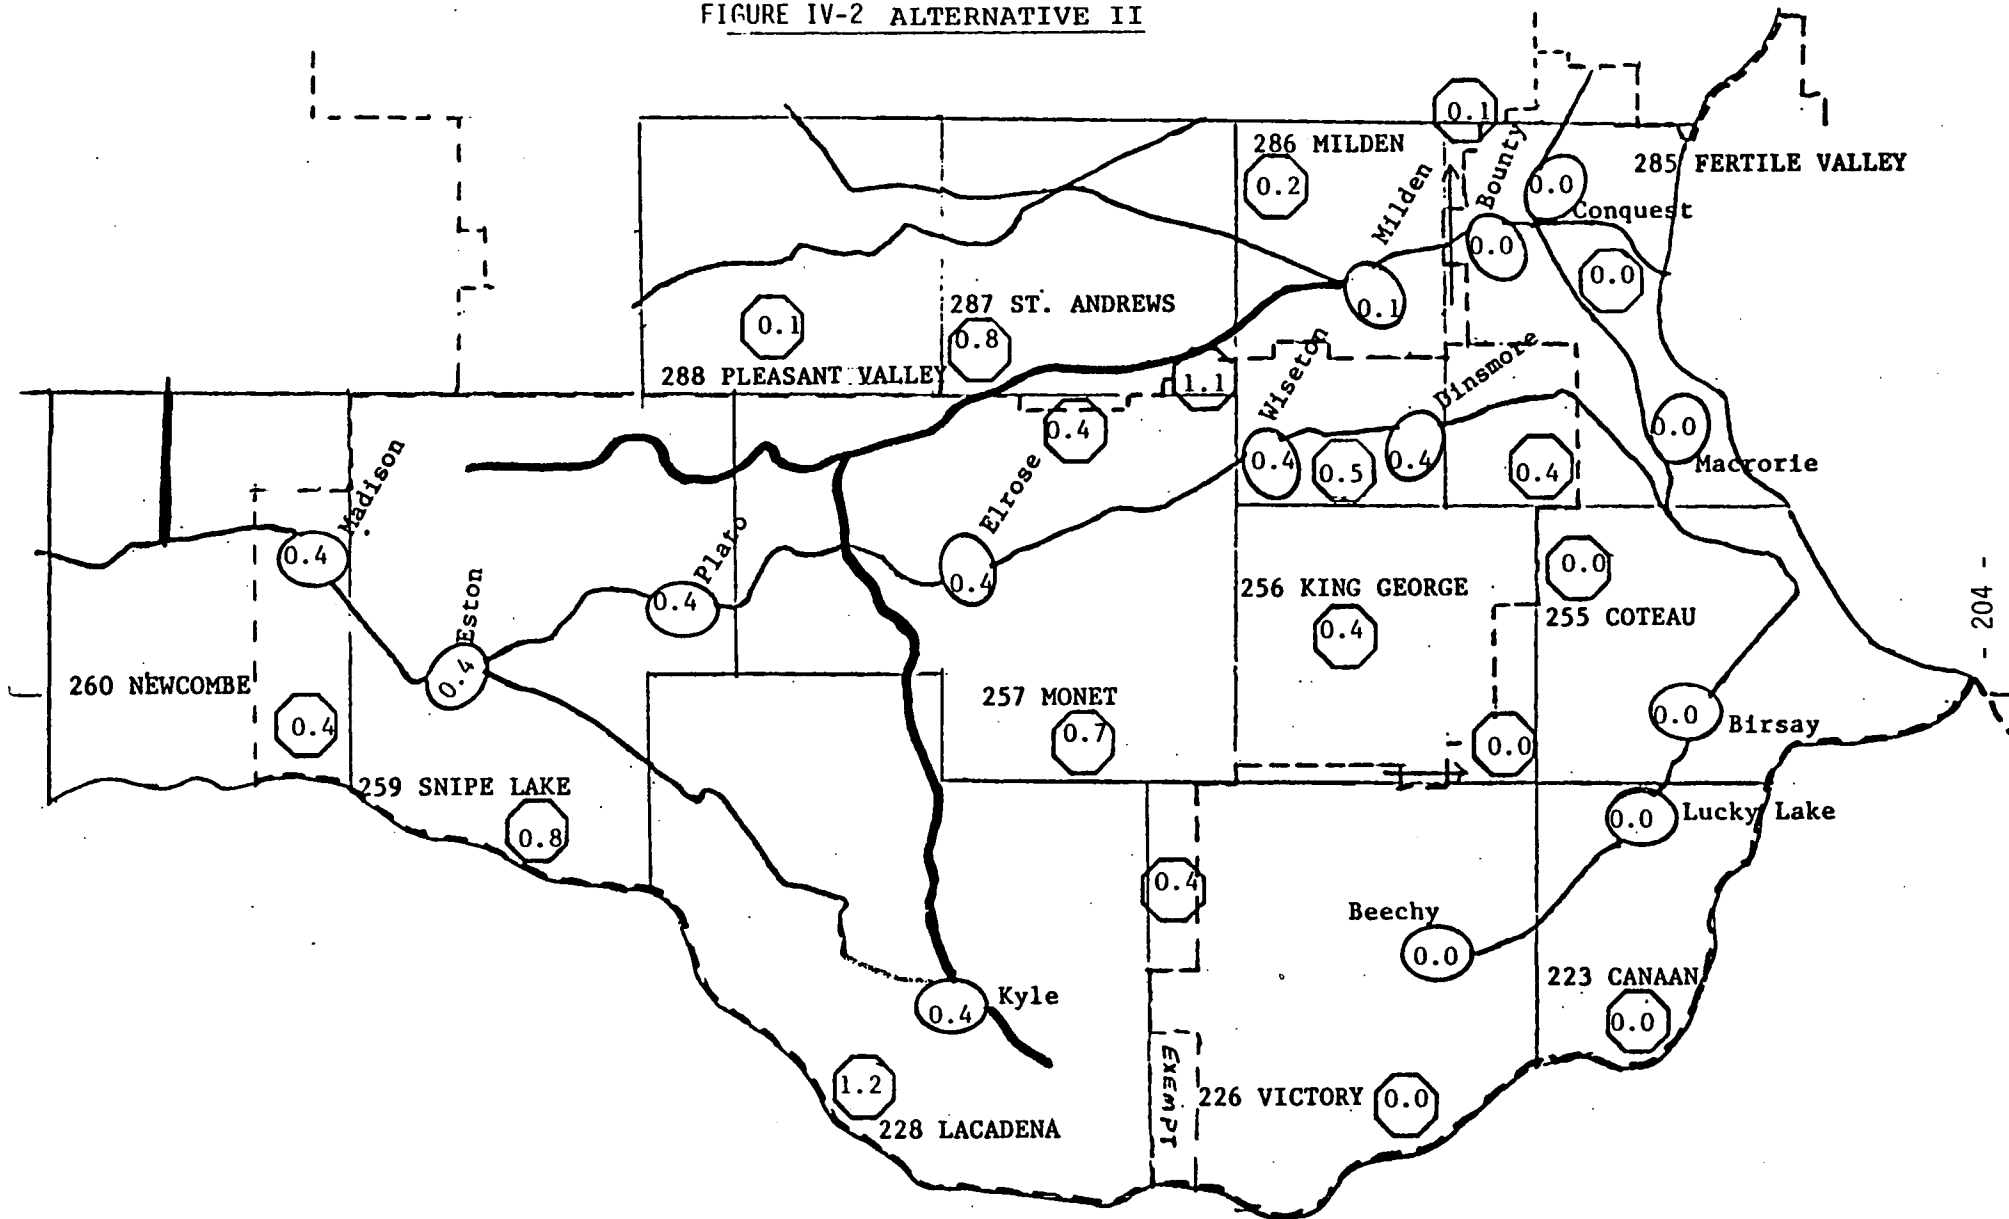 FIGURE IV-2 ALTERNATIVE II
0.1
286 MILDEN
Bounty
285 FERTILE VALLEY
0.2
Milden
0.0
Conquest
0.0
0.0
287 ST. ANDREWS
0.1
0.1
0.8
288 PLEASANT VALLEY
1.1
Wiseton
Dinsmore
0.4
0.0
Macrorie
Madison
Elrose
0.4
0.5
0.4
0.4
0.4
Plato
0.4
0.4
Eston
0.4
0.0
256 KING GEORGE
255 COTEAU
0.4
- 204 -
0.4
260 NEWCOMBE
257 MONET
0.4
0.7
0.0
0.0
Birsay
259 SNIPE LAKE
0.8
0.0
Lucky Lake
0.4
Beechy
0.0
223 CANAAN
0.4
Kyle
0.0
EXEMPT
1.2
226 VICTORY
0.0
228 LACADENA